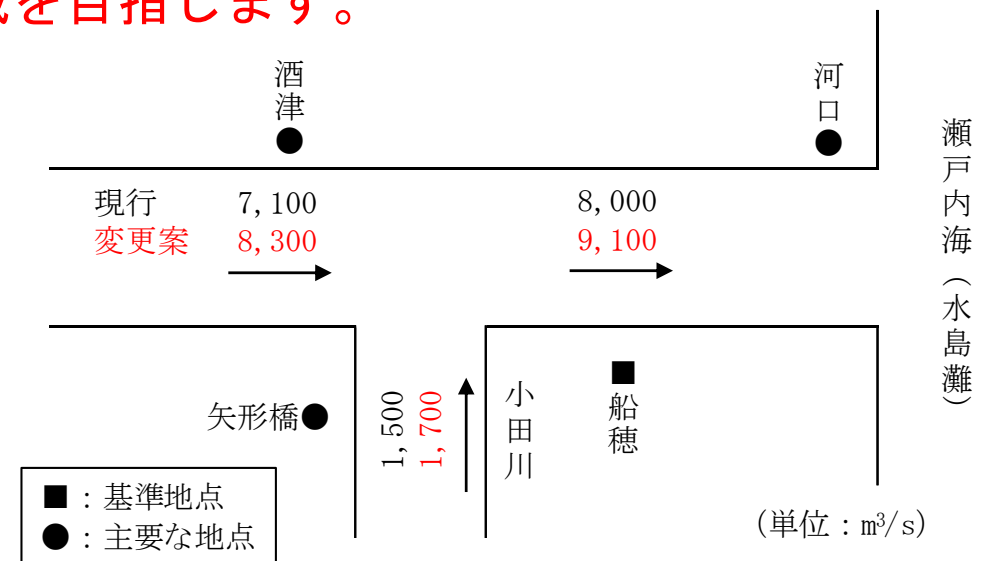 を目指します。
酒津
●
河口
●
瀬戸内海（水島灘）
現行 7,100 8,000
変更案 8,300 9,100
矢形橋●
1,500
1,700
小田川
■
船穂
■：基準地点
●：主要な地点
(単位：m³/s)